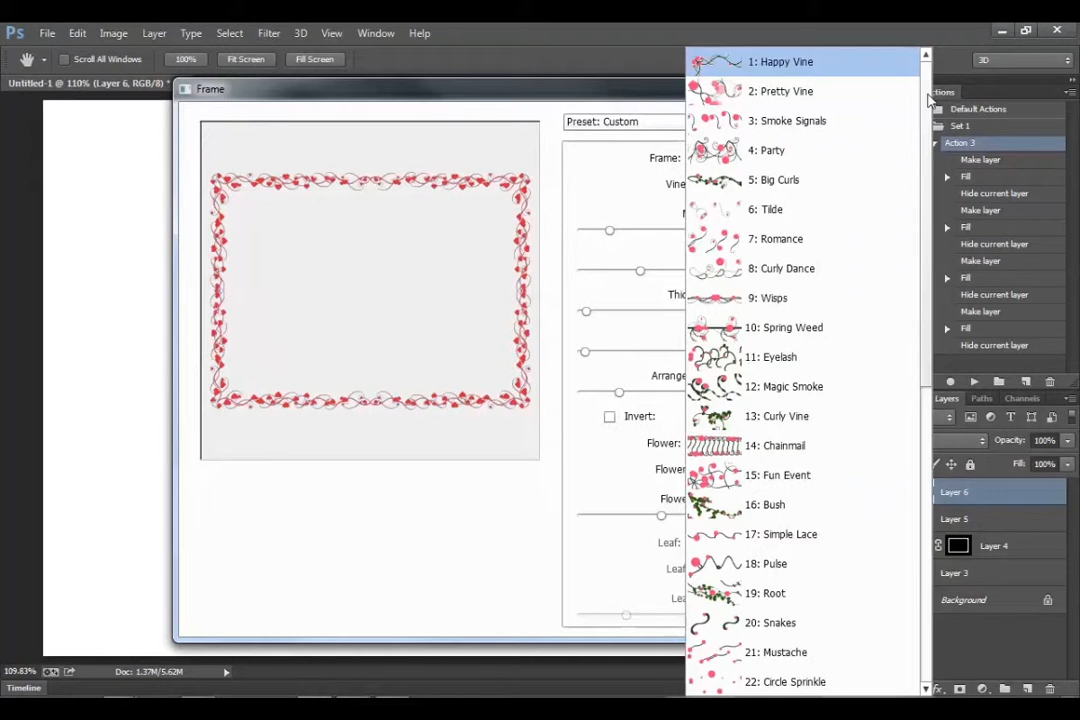 Ps File Edit Image Layer Type Select Filter 3D View Window Help
Scroll All Windows 100% Fit Screen Fill Screen 3D
Untitled-1 @ 110% (Layer 6, RGB/8) *
Frame
Preset: Custom
Frame:
Vine
Thic
Arrange
Invert:
Flower:
Flowe
Flowe
Leaf:
Leaf
Lea
1: Happy Vine
2: Pretty Vine
3: Smoke Signals
4: Party
5: Big Curls
6: Tilde
7: Romance
8: Curly Dance
9: Wisps
10: Spring Weed
11: Eyelash
12: Magic Smoke
13: Curly Vine
14: Chainmail
15: Fun Event
16: Bush
17: Simple Lace
18: Pulse
19: Root
20: Snakes
21: Mustache
22: Circle Sprinkle
ctions
Default Actions
Set 1
Action 3
Make layer
Fill
Hide current layer
Make layer
Fill
Hide current layer
Make layer
Fill
Hide current layer
Make layer
Fill
Hide current layer
Layers Paths Channels
Opacity: 100%
Fill: 100%
Layer 6
Layer 5
Layer 4
Layer 3
Background
109.83% Doc: 1.37M/5.62M
Timeline
fx